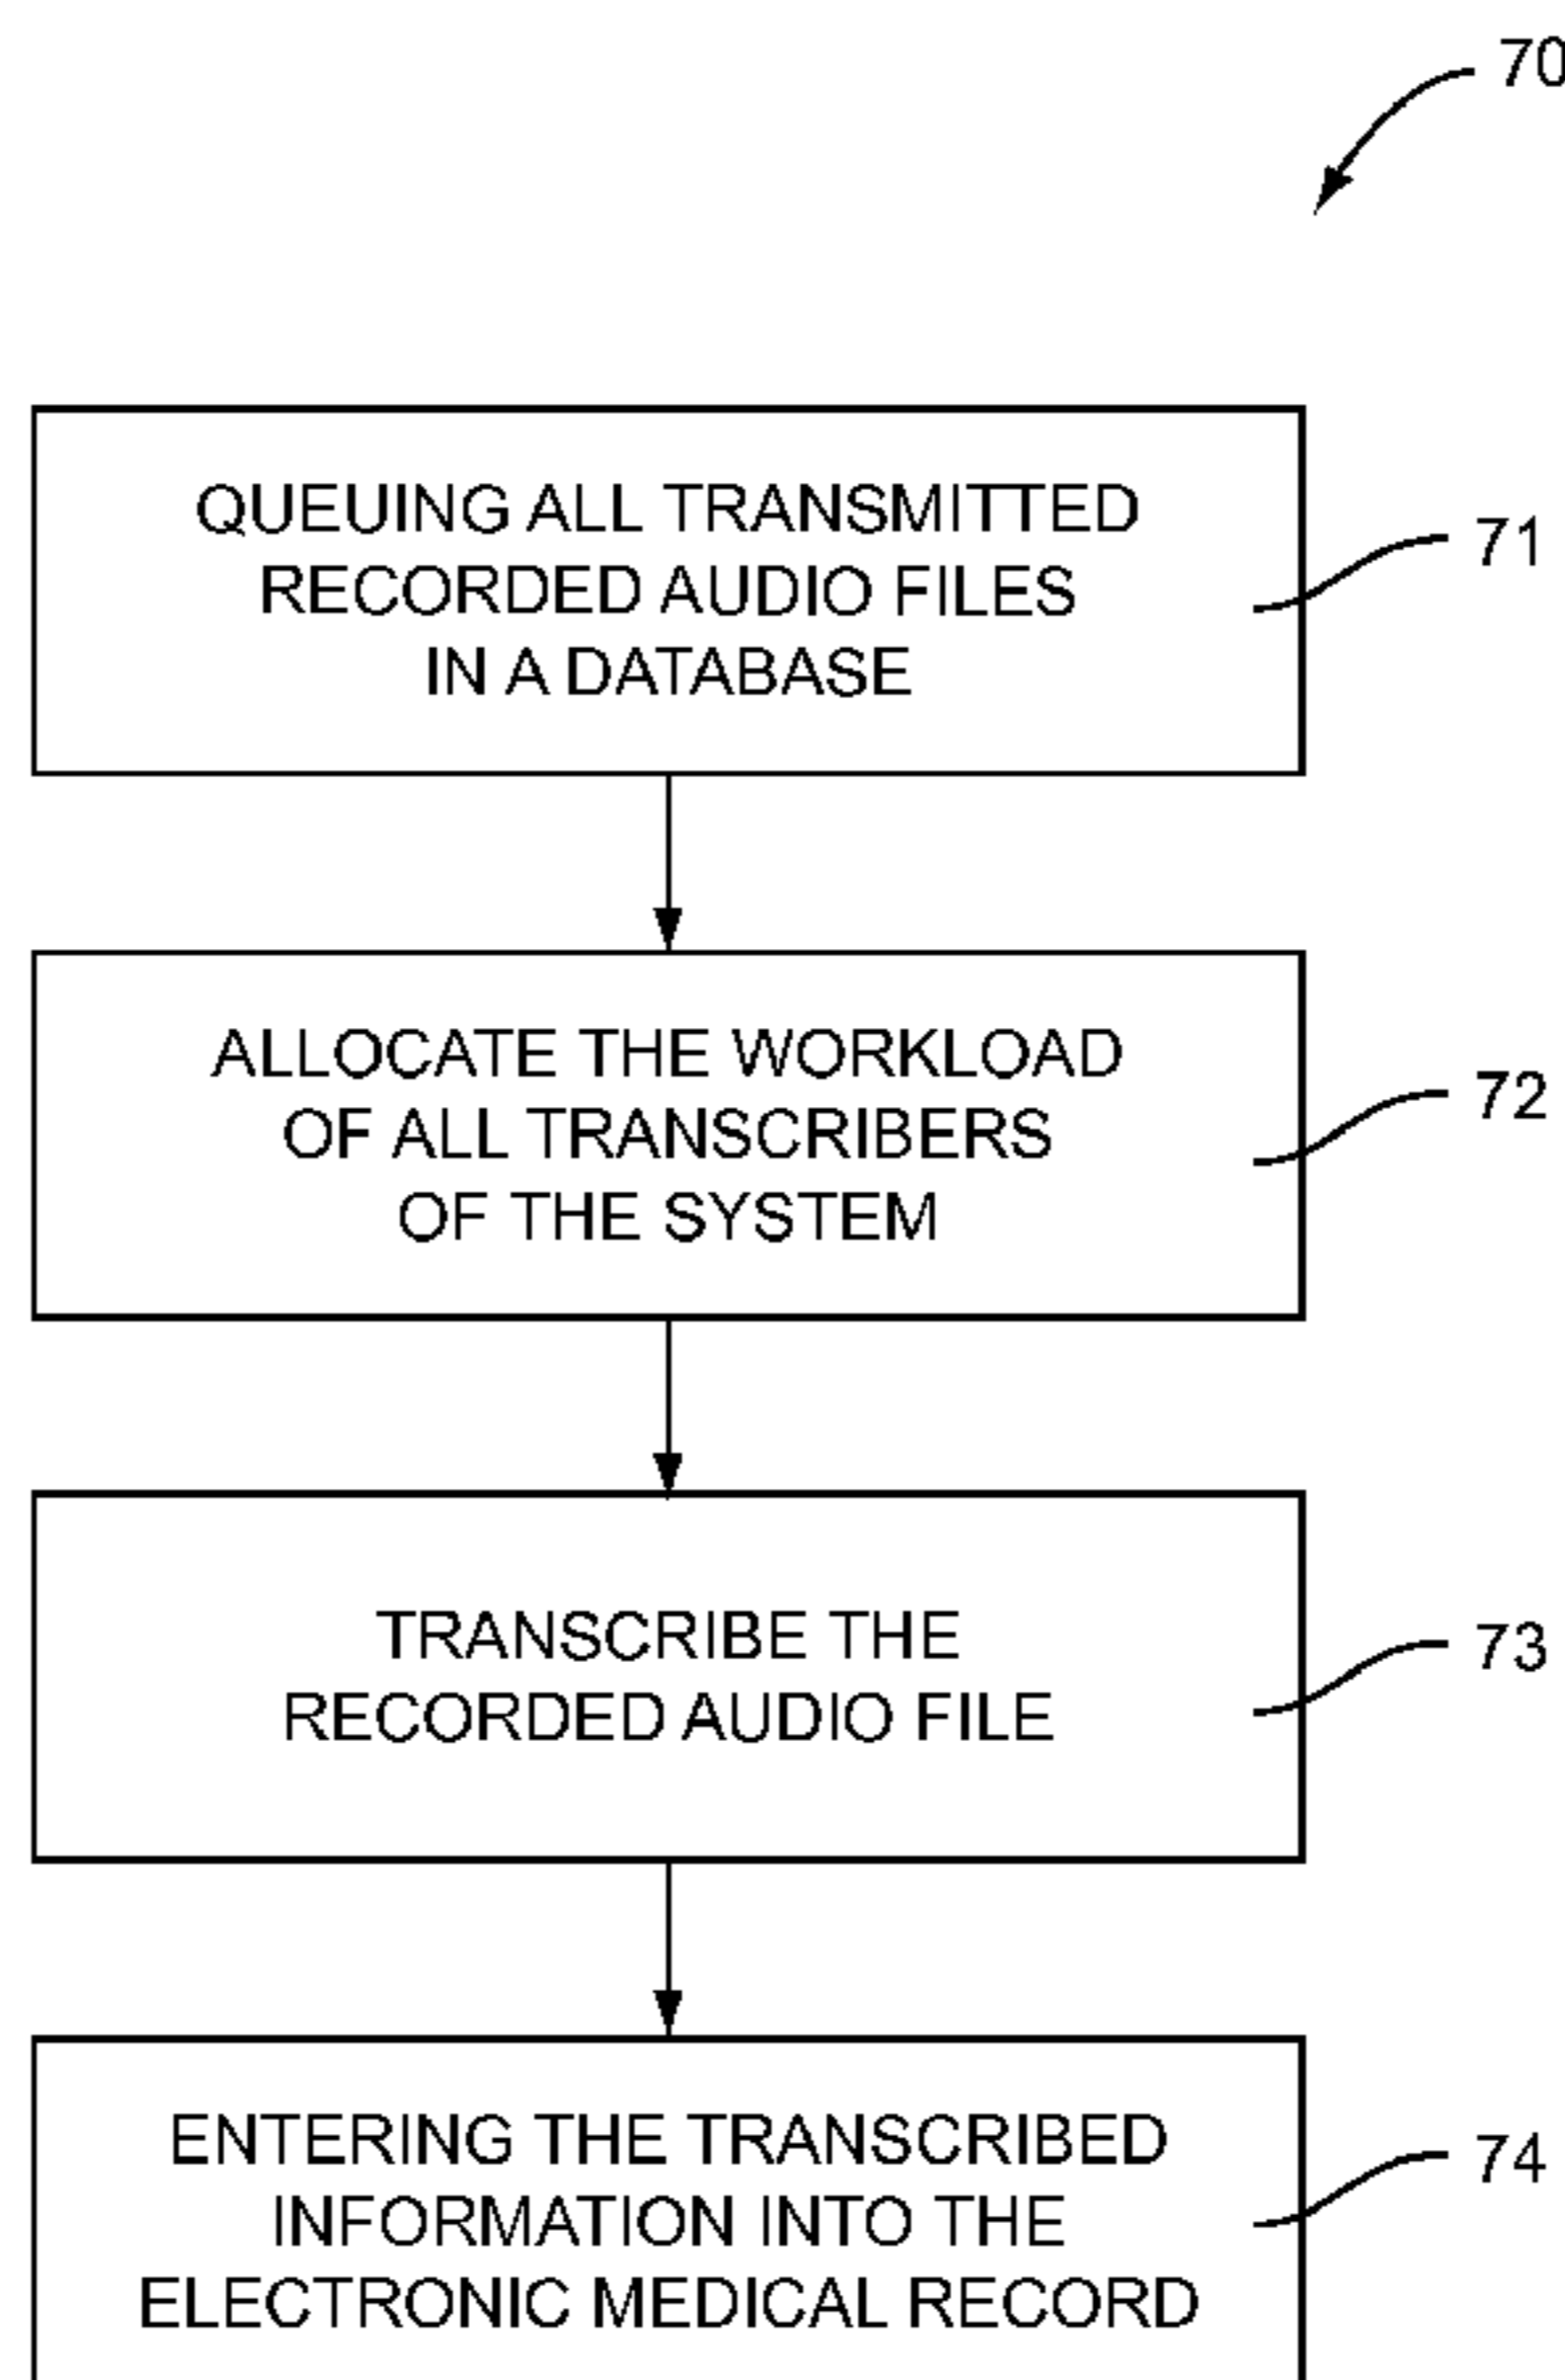 70
QUEUING ALL TRANSMITTED
RECORDED AUDIO FILES
IN A DATABASE
71
ALLOCATE THE WORKLOAD
OF ALL TRANSCRIBERS
OF THE SYSTEM
72
TRANSCRIBE THE
RECORDED AUDIO FILE
73
ENTERING THE TRANSCRIBED
INFORMATION INTO THE
ELECTRONIC MEDICAL RECORD
74